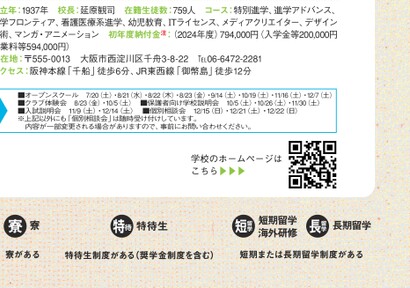 立年：1937年　校長：延原観司　在籍生徒数：759人　コース：特別進学、進学アドバンス、
学フロンティア、看護医療系進学、幼児教育、ITライセンス、メディアクリエイター、デザイン
術、マンガ・アニメーション　初年度納付金注：（2024年度）794,000円（入学金等200,000円
業料等594,000円）
在地：〒555-0013　大阪市西淀川区千舟3-8-22　TEL06-6472-2281
クセス：阪神本線「千船」徒歩6分、JR東西線「御幣島」徒歩12分
■オープンスクール　7/20（土）・8/21（水）・8/22（木）・8/23（金）・9/14（土）・10/19（土）・11/16（土）・12/7（土）
■クラブ体験会　8/23（金）・10/5（土）　■保護者向け学校説明会　10/5（土）・10/26（土）・11/30（土）
■入試説明会　11/9（土）・12/14（土）　■個別相談会　12/15（日）・12/21（土）・12/22（日）
※上記以外にも「個別相談会」は随時受け付けしています。
内容が一部変更される場合がありますので、事前にお問い合わせください。
学校のホームページは
こちら▶▶▶
寮 寮
特待 特待生
短 留学 短期留学
海外研修
長 留学 長期留学
寮がある
特待生制度がある（奨学金制度を含む）
短期または長期留学制度がある